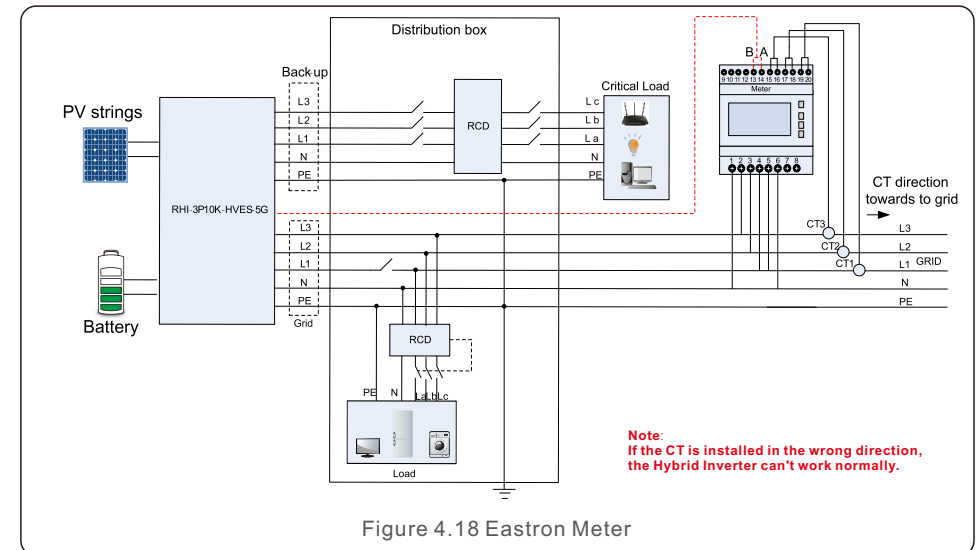 Distribution box
B A
9 10 11 12 13 14 15 16 17 18 19 20
Meter
1 2 3 4 5 6 7 8
Back-up
L3
L2
L1
N
PE
RCD
Critical Load
L c
L b
L a
N
PE
PV strings
RHI-3P10K-HVES-5G
Battery
CT direction
towards to grid
CT3
CT2
CT1
L3
L2
L1 GRID
N
PE
L3
L2
L1
N
PE
Grid
RCD
PE N LaLbLc
Load
Note:
If the CT is installed in the wrong direction,
the Hybrid Inverter can't work normally.
Figure 4.18 Eastron Meter